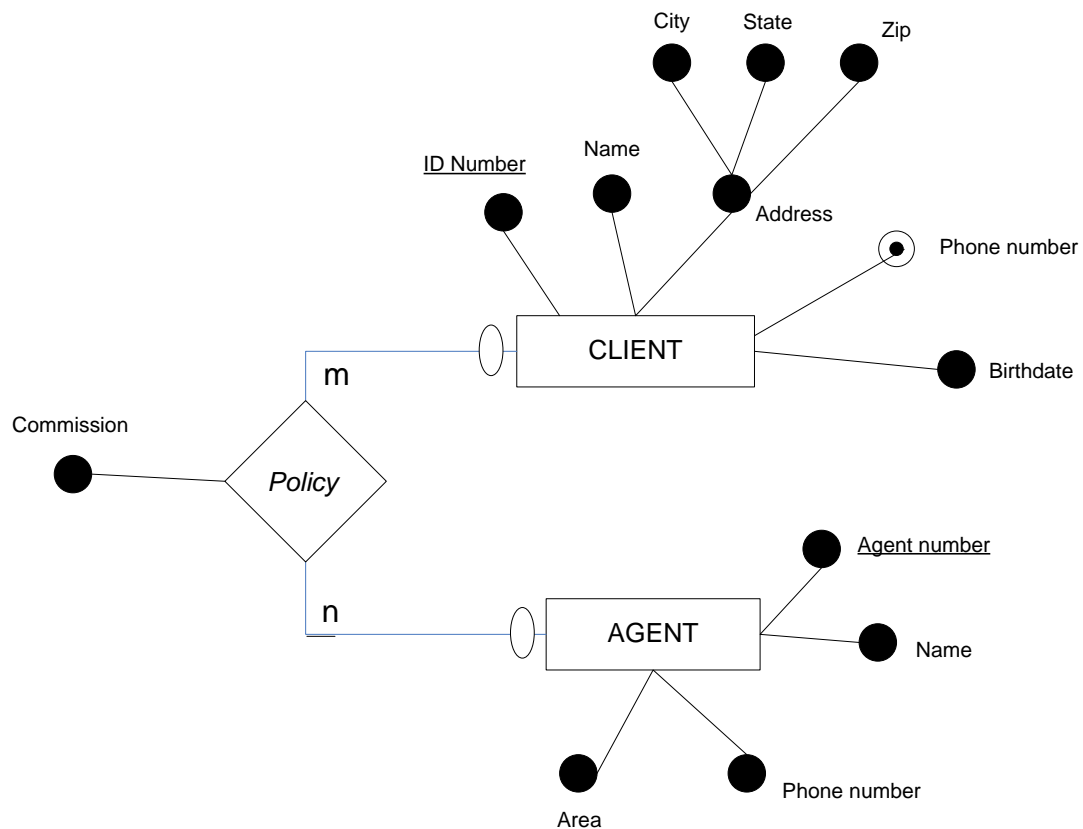 City
State
Zip
ID Number
Name
Address
Phone number
CLIENT
Birthdate
m
Commission
Policy
Agent number
n
AGENT
Name
Phone number
Area